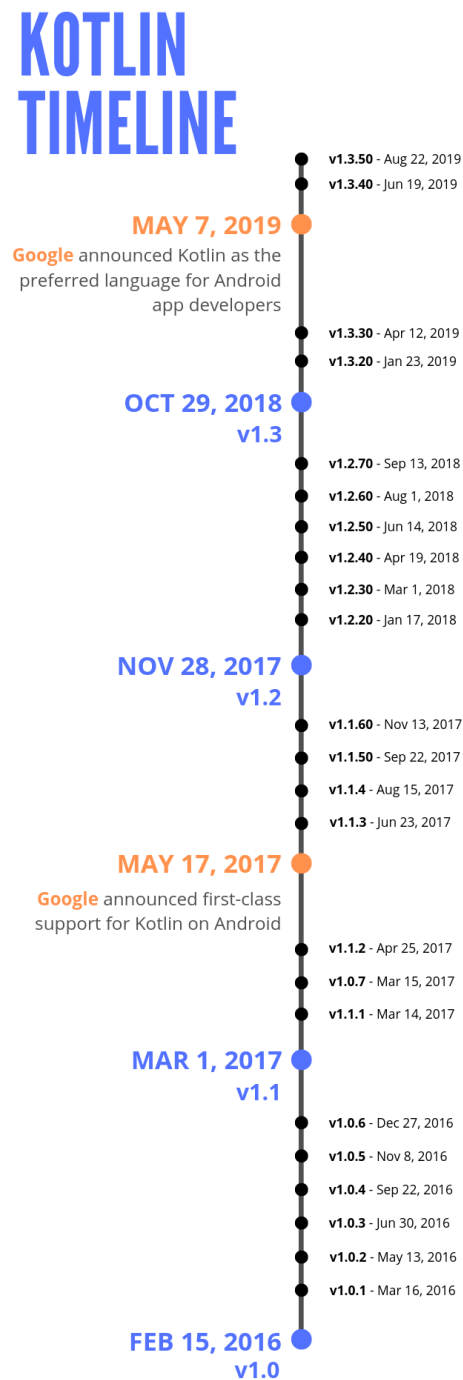 KOTLIN
TIMELINE
v1.3.50 - Aug 22, 2019
v1.3.40 - Jun 19, 2019
MAY 7, 2019
Google announced Kotlin as the
preferred language for Android
app developers
v1.3.30 - Apr 12, 2019
v1.3.20 - Jan 23, 2019
OCT 29, 2018
v1.3
v1.2.70 - Sep 13, 2018
v1.2.60 - Aug 1, 2018
v1.2.50 - Jun 14, 2018
v1.2.40 - Apr 19, 2018
v1.2.30 - Mar 1, 2018
v1.2.20 - Jan 17, 2018
NOV 28, 2017
v1.2
v1.1.60 - Nov 13, 2017
v1.1.50 - Sep 22, 2017
v1.1.4 - Aug 15, 2017
v1.1.3 - Jun 23, 2017
MAY 17, 2017
Google announced first-class
support for Kotlin on Android
v1.1.2 - Apr 25, 2017
v1.0.7 - Mar 15, 2017
v1.1.1 - Mar 14, 2017
MAR 1, 2017
v1.1
v1.0.6 - Dec 27, 2016
v1.0.5 - Nov 8, 2016
v1.0.4 - Sep 22, 2016
v1.0.3 - Jun 30, 2016
v1.0.2 - May 13, 2016
v1.0.1 - Mar 16, 2016
FEB 15, 2016
v1.0